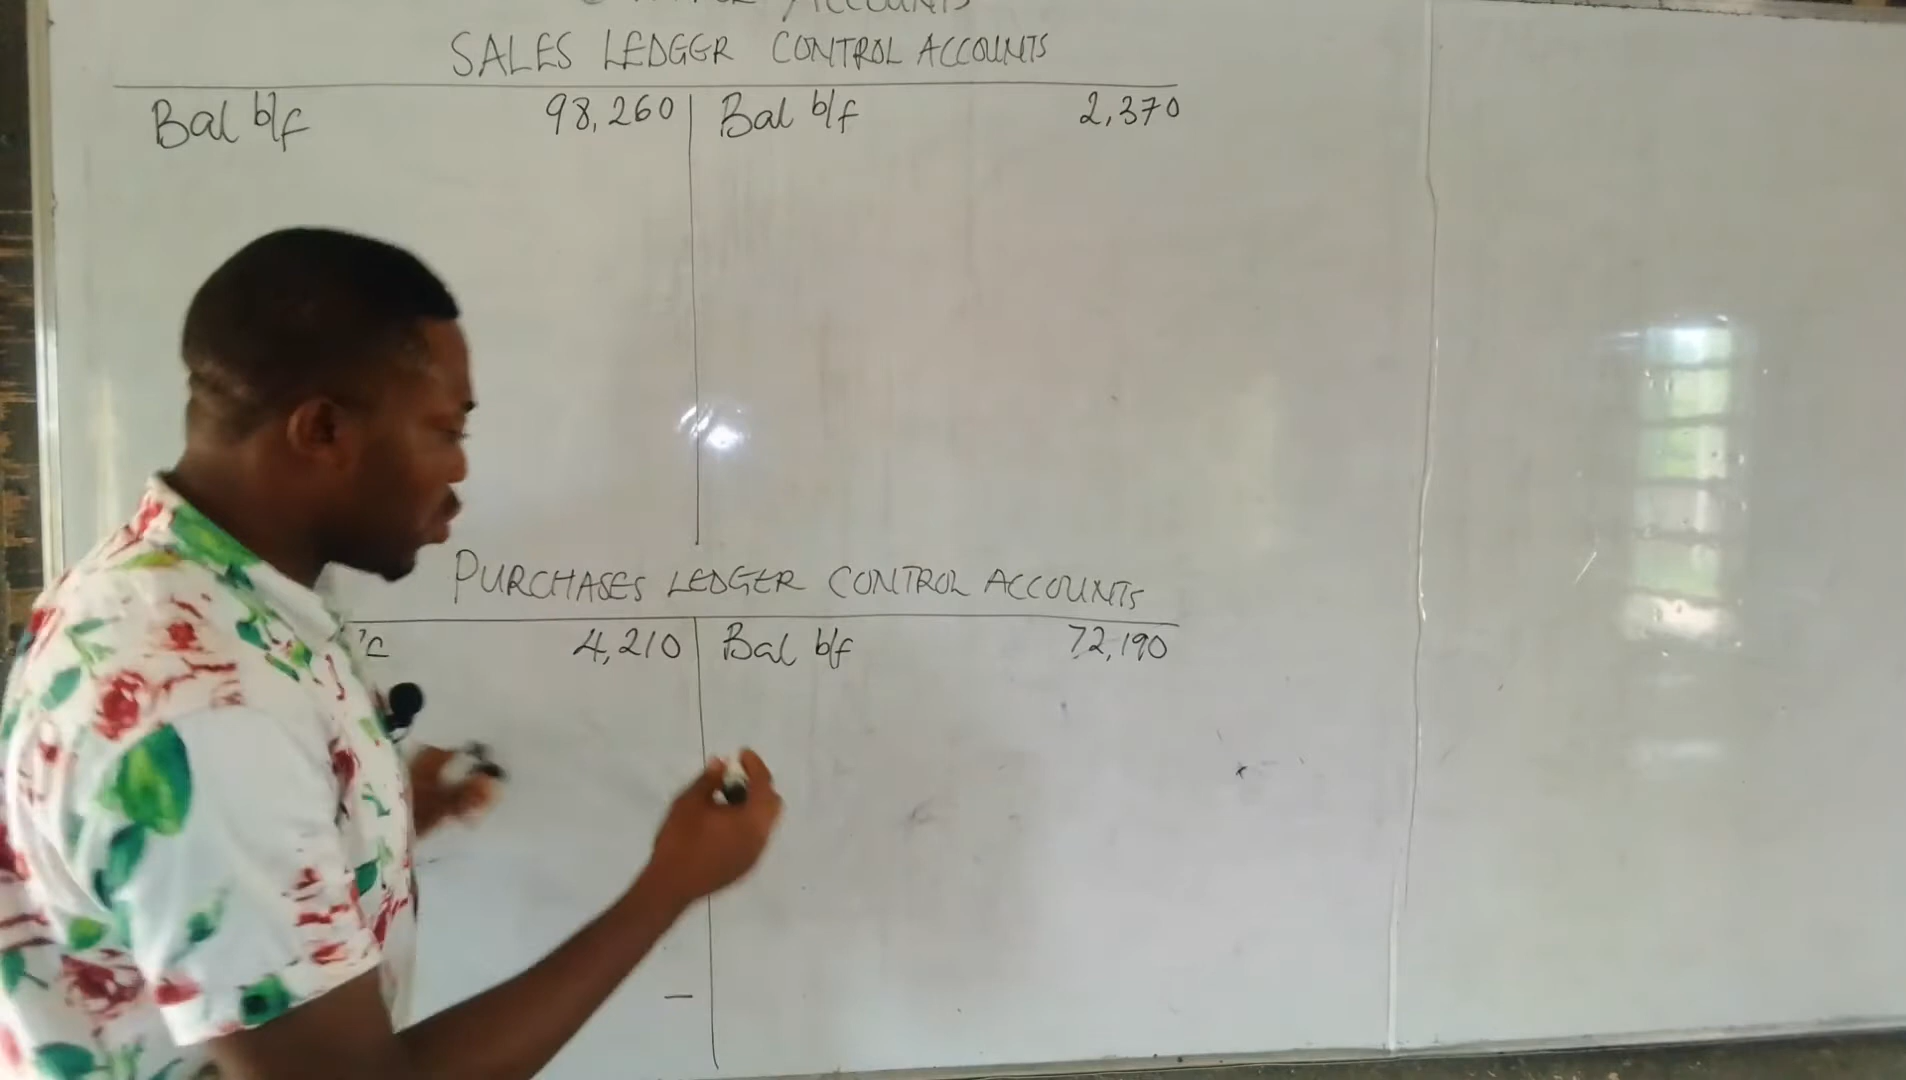 ACCOUNTS
SALES LEDGER CONTROL ACCOUNTS
Bal b/f 98,260 Bal b/f 2,370
PURCHASES LEDGER CONTROL ACCOUNTS
4,210 Bal b/f 72,190